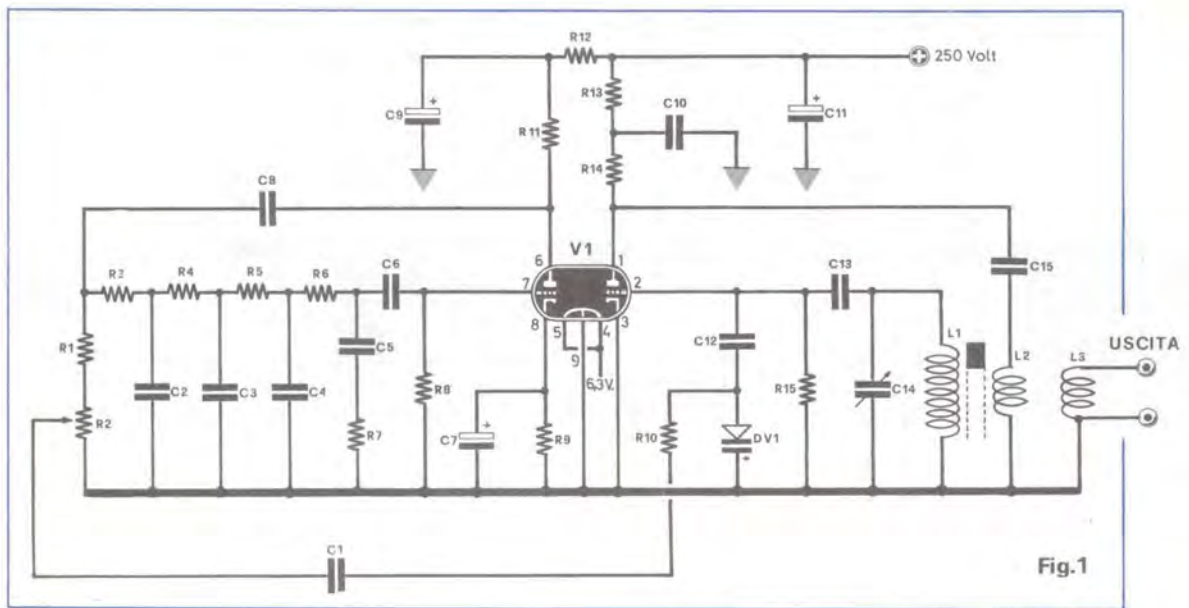 R12
250 Volt
R13
C10
C9
+
R11
C11
+
R14
C8
V1
6
1
C15
R3
R4
R5
R6
C6
7
2
C13
8
3
5
4
9
6,3V.
L1
L2
L3
USCITA
R1
C5
C12
R2
C2
C3
C4
R8
R15
C14
R7
C7
+
R9
R10
DV1
+
C1
Fig.1